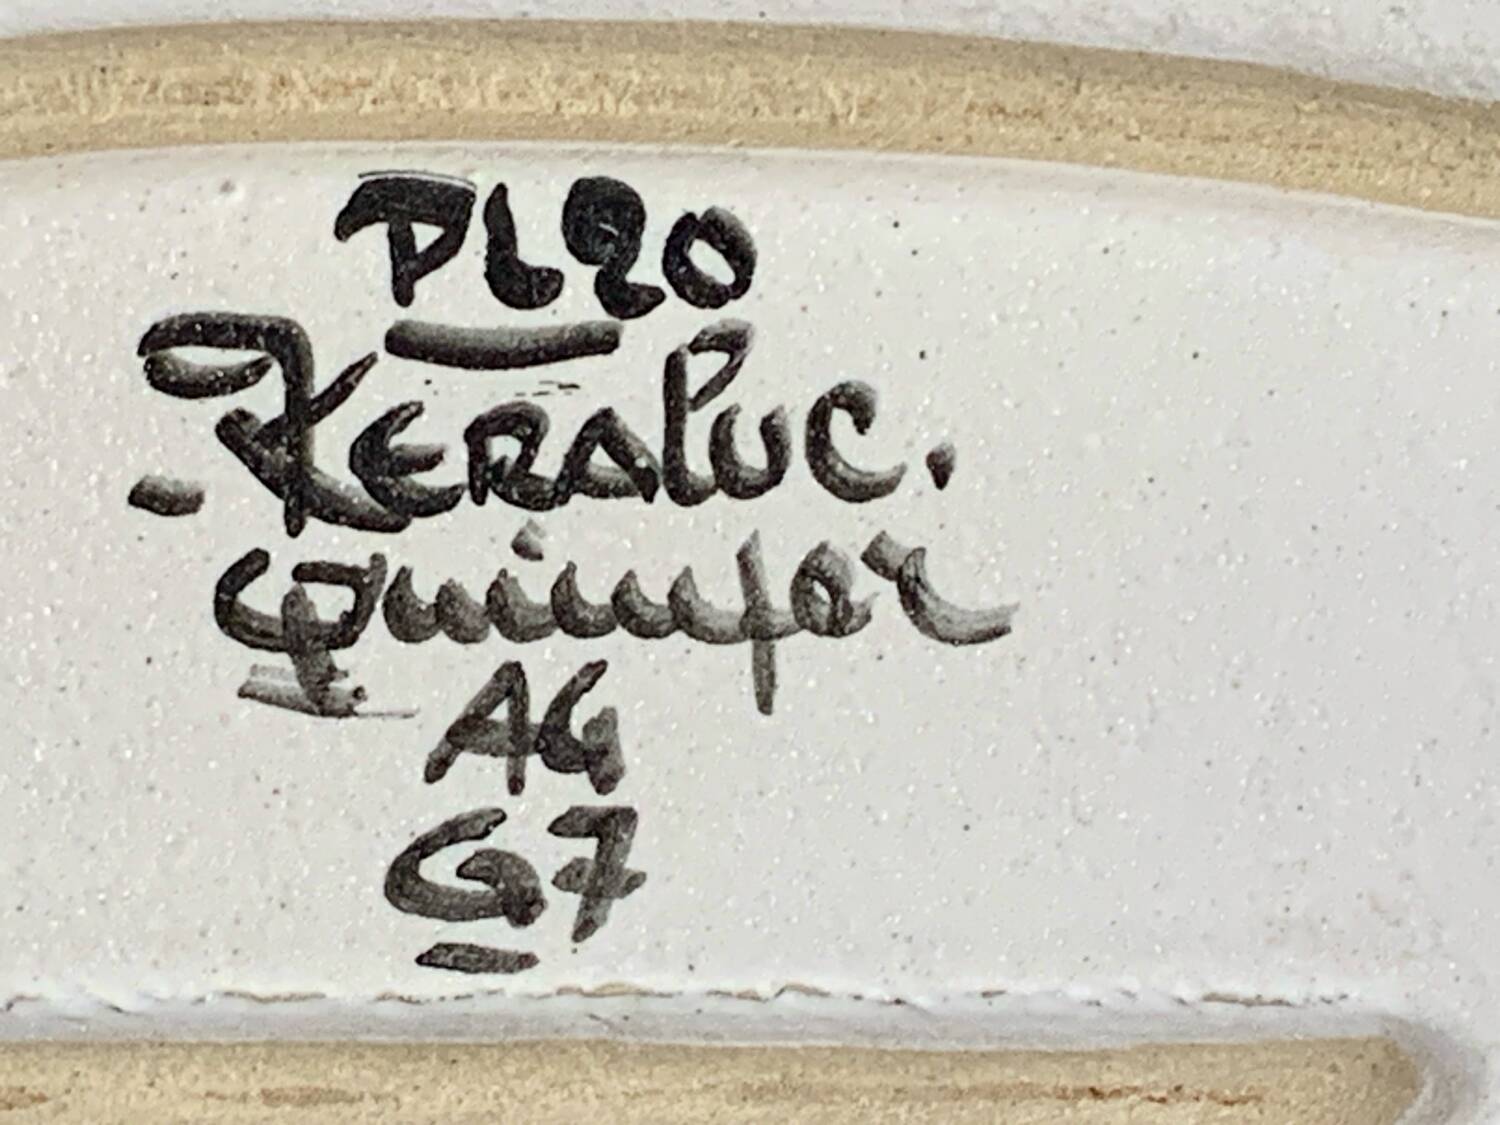 PL20
KERAluC.
Quimper
AG
G7